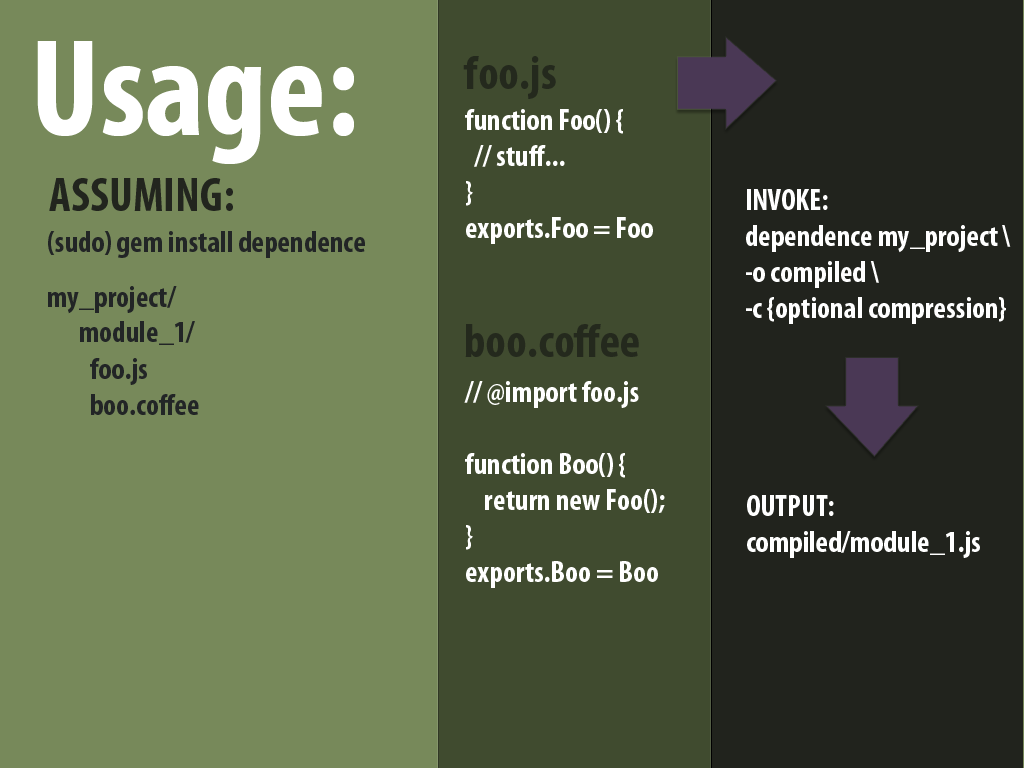 Usage:
ASSUMING:
(sudo) gem install dependence
my_project/
module_1/
foo.js
boo.coffee
foo.js
function Foo() {
// stuff...
}
exports.Foo = Foo
boo.coffee
// @import foo.js
function Boo() {
return new Foo();
}
exports.Boo = Boo
INVOKE:
dependence my_project \
-o compiled \
-c {optional compression}
OUTPUT:
compiled/module_1.js